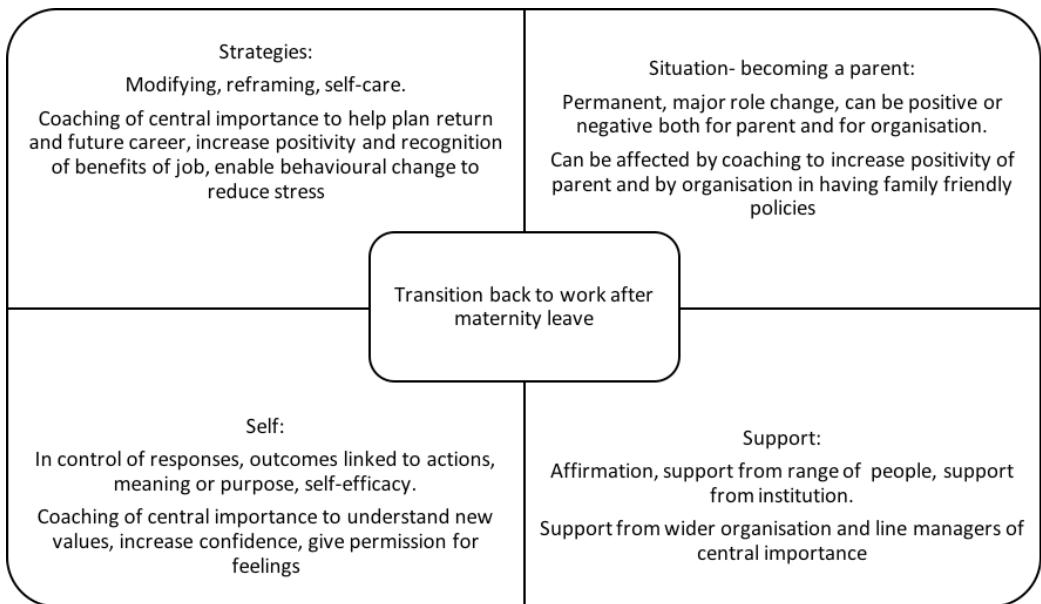 Strategies:
Modifying, reframing, self-care.
Coaching of central importance to help plan return
and future career, increase positivity and recognition
of benefits of job, enable behavioural change to
reduce stress
Situation- becoming a parent:
Permanent, major role change, can be positive or
negative both for parent and for organisation.
Can be affected by coaching to increase positivity of
parent and by organisation in having family friendly
policies
Transition back to work after
maternity leave
Self:
In control of responses, outcomes linked to actions,
meaning or purpose, self-efficacy.
Coaching of central importance to understand new
values, increase confidence, give permission for
feelings
Support:
Affirmation, support from range of people, support
from institution.
Support from wider organisation and line managers of
central importance